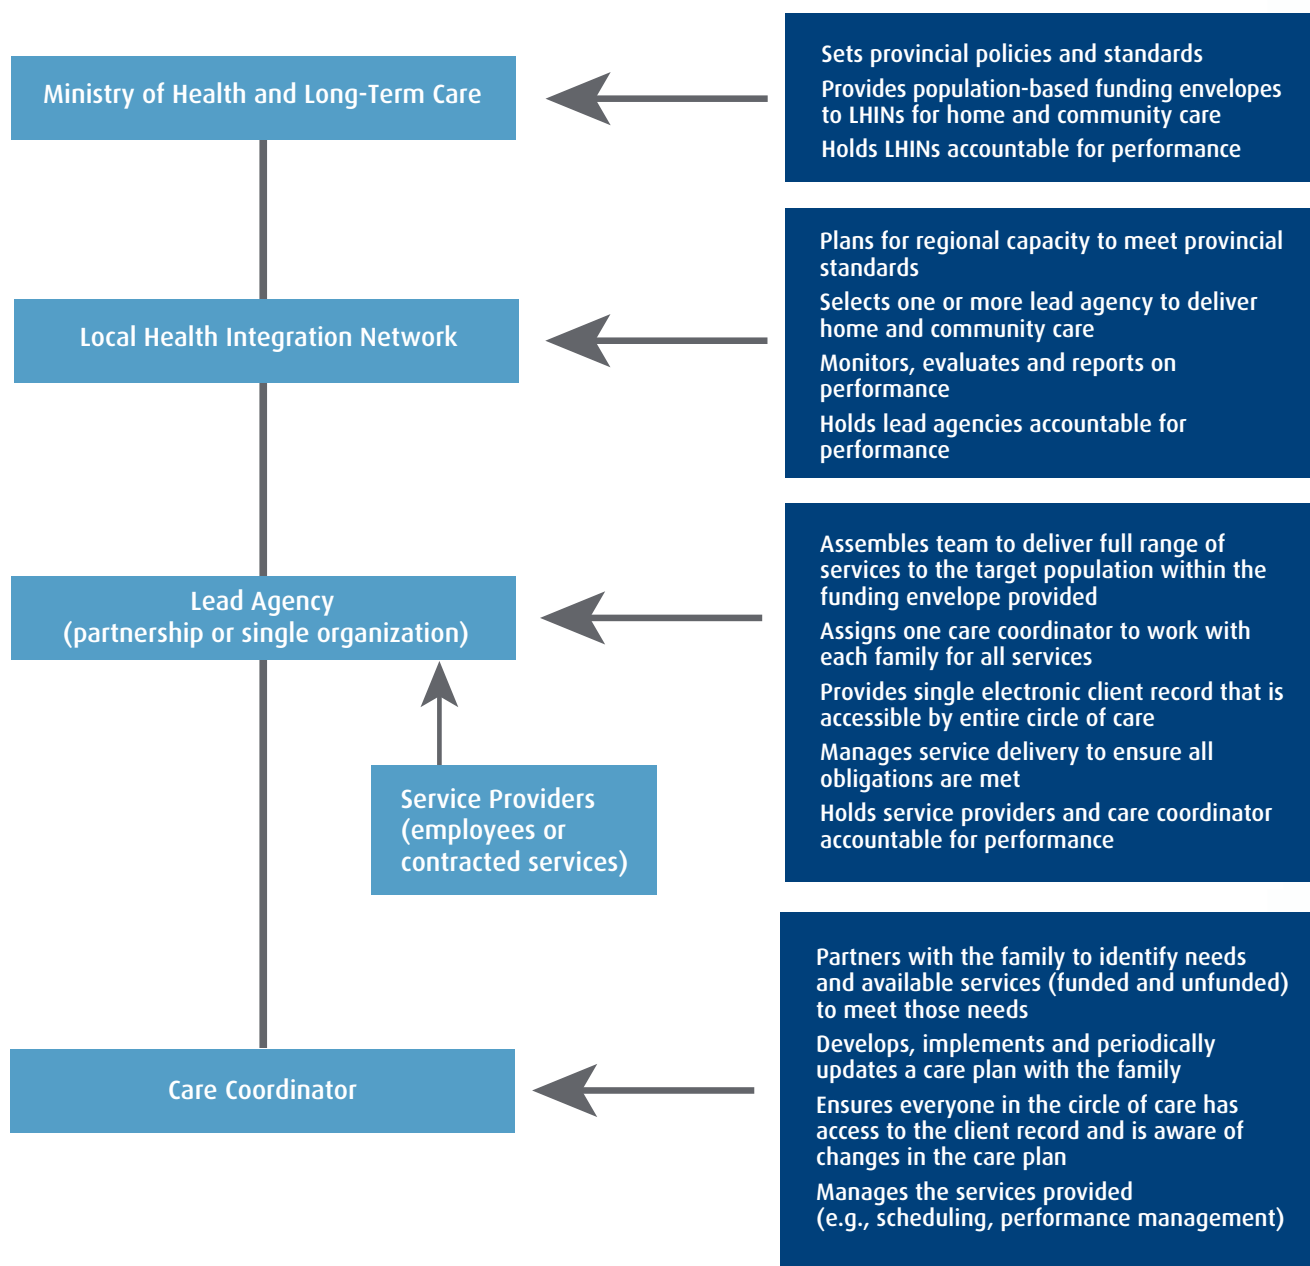 Ministry of Health and Long-Term Care
Sets provincial policies and standards
Provides population-based funding envelopes
to LHINs for home and community care
Holds LHINs accountable for performance
Local Health Integration Network
Plans for regional capacity to meet provincial
standards
Selects one or more lead agency to deliver
home and community care
Monitors, evaluates and reports on
performance
Holds lead agencies accountable for
performance
Lead Agency
(partnership or single organization)
Assembles team to deliver full range of
services to the target population within the
funding envelope provided
Assigns one care coordinator to work with
each family for all services
Provides single electronic client record that is
accessible by entire circle of care
Manages service delivery to ensure all
obligations are met
Holds service providers and care coordinator
accountable for performance
Service Providers
(employees or
contracted services)
Care Coordinator
Partners with the family to identify needs
and available services (funded and unfunded)
to meet those needs
Develops, implements and periodically
updates a care plan with the family
Ensures everyone in the circle of care has
access to the client record and is aware of
changes in the care plan
Manages the services provided
(e.g., scheduling, performance management)